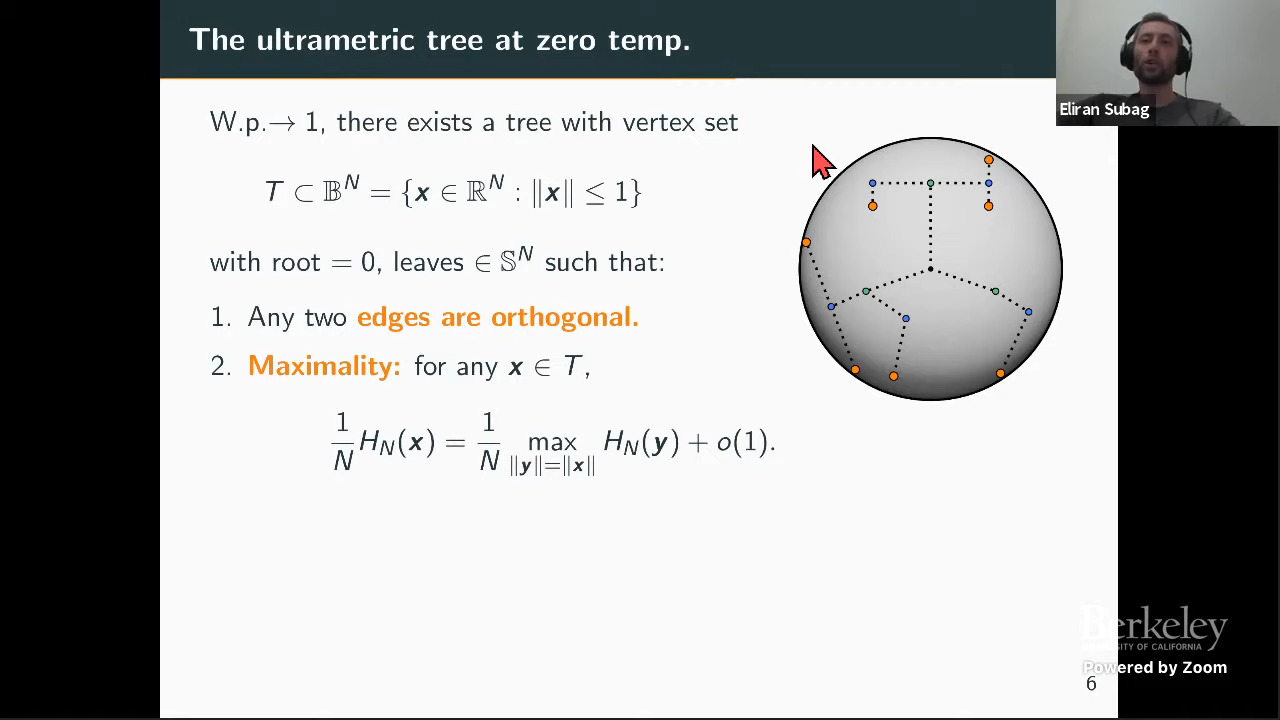 The ultrametric tree at zero temp.
Eliran Subag
W.p.→ 1, there exists a tree with vertex set
T ⊂ 𝔹^N = {x ∈ ℝ^N : ‖x‖ ≤ 1}
with root = 0, leaves ∈ 𝕊^N such that:
1. Any two edges are orthogonal.
2. Maximality: for any x ∈ T,
1/N H_N(x) = 1/N max_{‖y‖=‖x‖} H_N(y) + o(1).
Berkeley
UNIVERSITY OF CALIFORNIA
Powered by Zoom
6